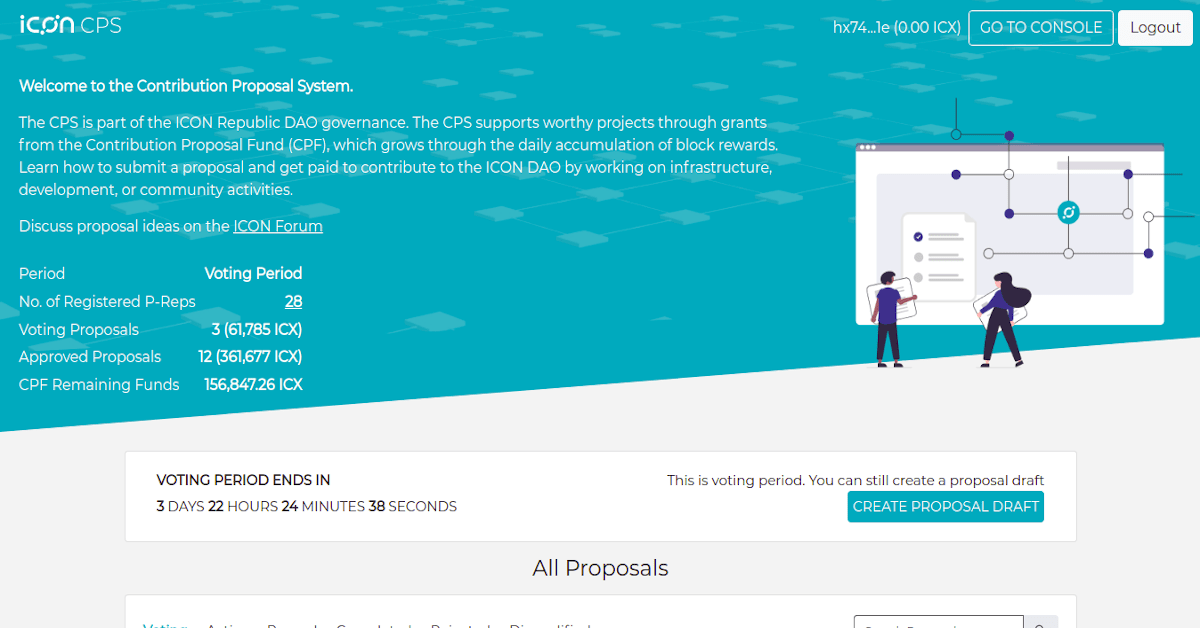 icon CPS
hx74...1e (0.00 ICX) GO TO CONSOLE Logout
Welcome to the Contribution Proposal System.
The CPS is part of the ICON Republic DAO governance. The CPS supports worthy projects through grants
from the Contribution Proposal Fund (CPF), which grows through the daily accumulation of block rewards.
Learn how to submit a proposal and get paid to contribute to the ICON DAO by working on infrastructure,
development, or community activities.
Discuss proposal ideas on the ICON Forum
Period Voting Period
No. of Registered P-Reps 28
Voting Proposals 3 (61,785 ICX)
Approved Proposals 12 (361,677 ICX)
CPF Remaining Funds 156,847.26 ICX
VOTING PERIOD ENDS IN
3 DAYS 22 HOURS 24 MINUTES 38 SECONDS
This is voting period. You can still create a proposal draft
CREATE PROPOSAL DRAFT
All Proposals